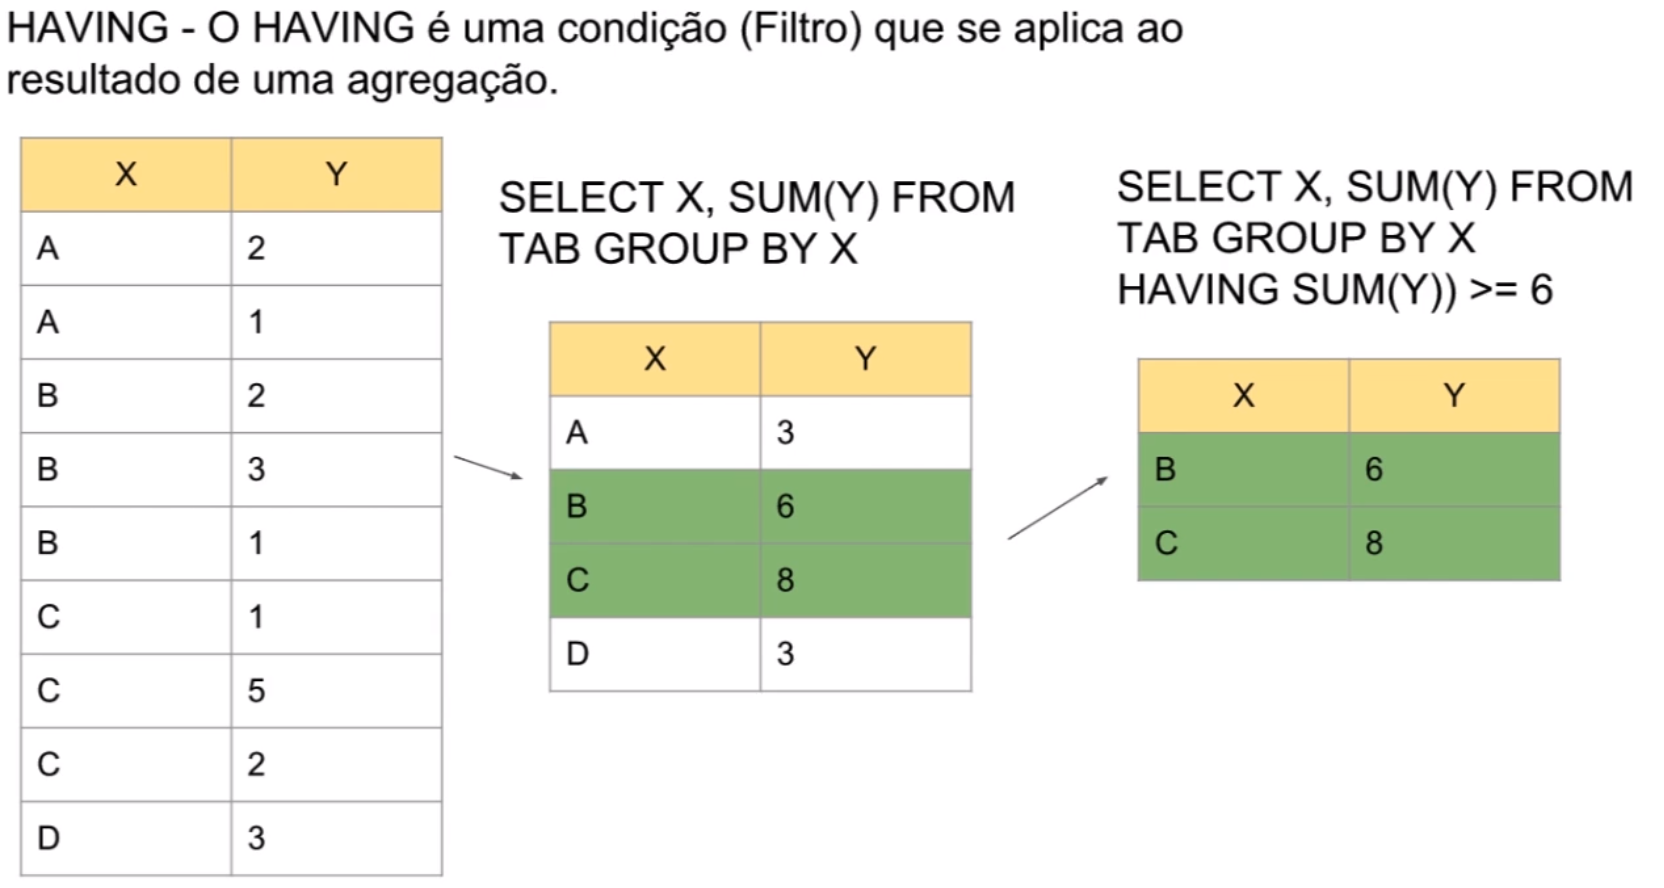 HAVING - O HAVING é uma condição (Filtro) que se aplica ao
resultado de uma agregação.
X Y
A 2
A 1
B 2
B 3
B 1
C 1
C 5
C 2
D 3
SELECT X, SUM(Y) FROM
TAB GROUP BY X
X Y
A 3
B 6
C 8
D 3
SELECT X, SUM(Y) FROM
TAB GROUP BY X
HAVING SUM(Y)) >= 6
X Y
B 6
C 8